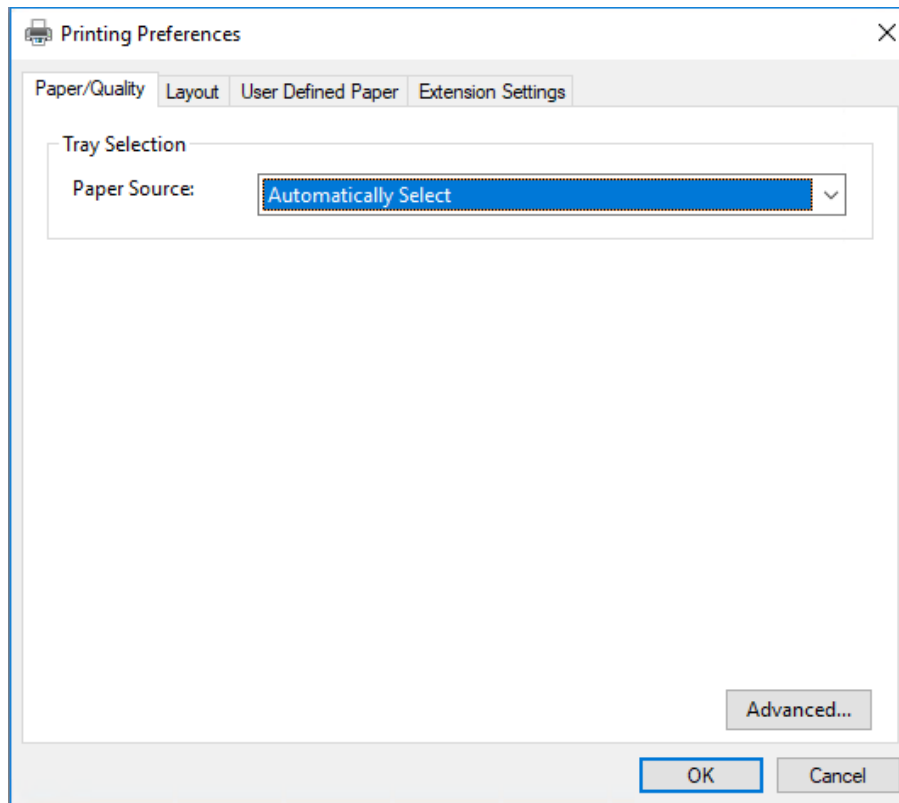 Printing Preferences
Paper/Quality Layout User Defined Paper Extension Settings
Tray Selection
Paper Source: Automatically Select
Advanced...
OK Cancel